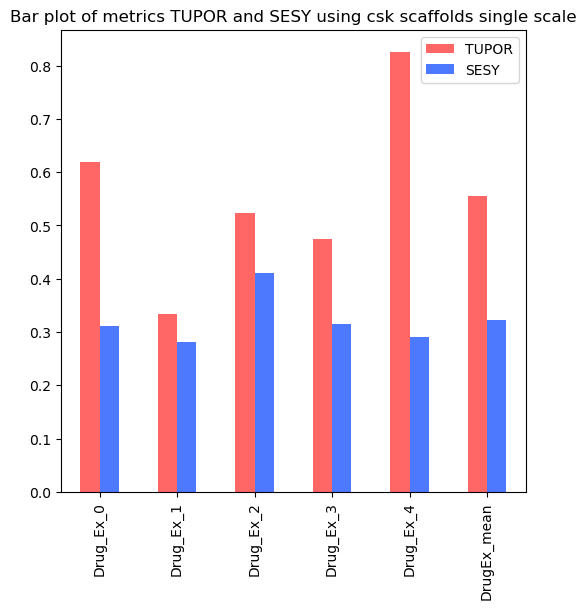 Bar plot of metrics TUPOR and SESY using csk scaffolds single scale
TUPOR
SESY
0.8
0.7
0.6
0.5
0.4
0.3
0.2
0.1
0.0
Drug_Ex_0
Drug_Ex_1
Drug_Ex_2
Drug_Ex_3
Drug_Ex_4
DrugEx_mean